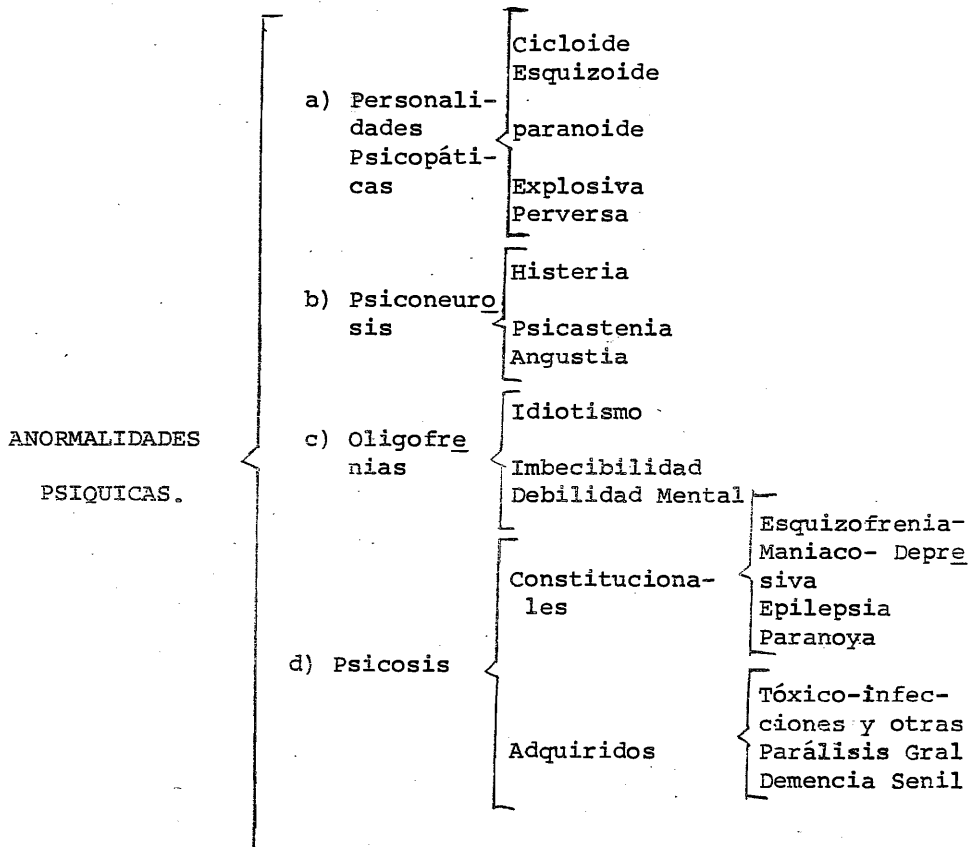 Cicloide
Esquizoide
a) Personali-
dades
Psicopáti-
cas
paranoide
Explosiva
Perversa
b) Psiconeuro
sis
Histeria
Psicastenia
Angustia
ANORMALIDADES
PSIQUICAS.
c) Oligofre
nias
Idiotismo
Imbecibilidad
Debilidad Mental
d) Psicosis
Constituciona-
les
Esquizofrenia-
Maniaco- Depre
siva
Epilepsia
Paranoya
Adquiridos
Tóxico-infec-
ciones y otras
Parálisis Gral
Demencia Senil